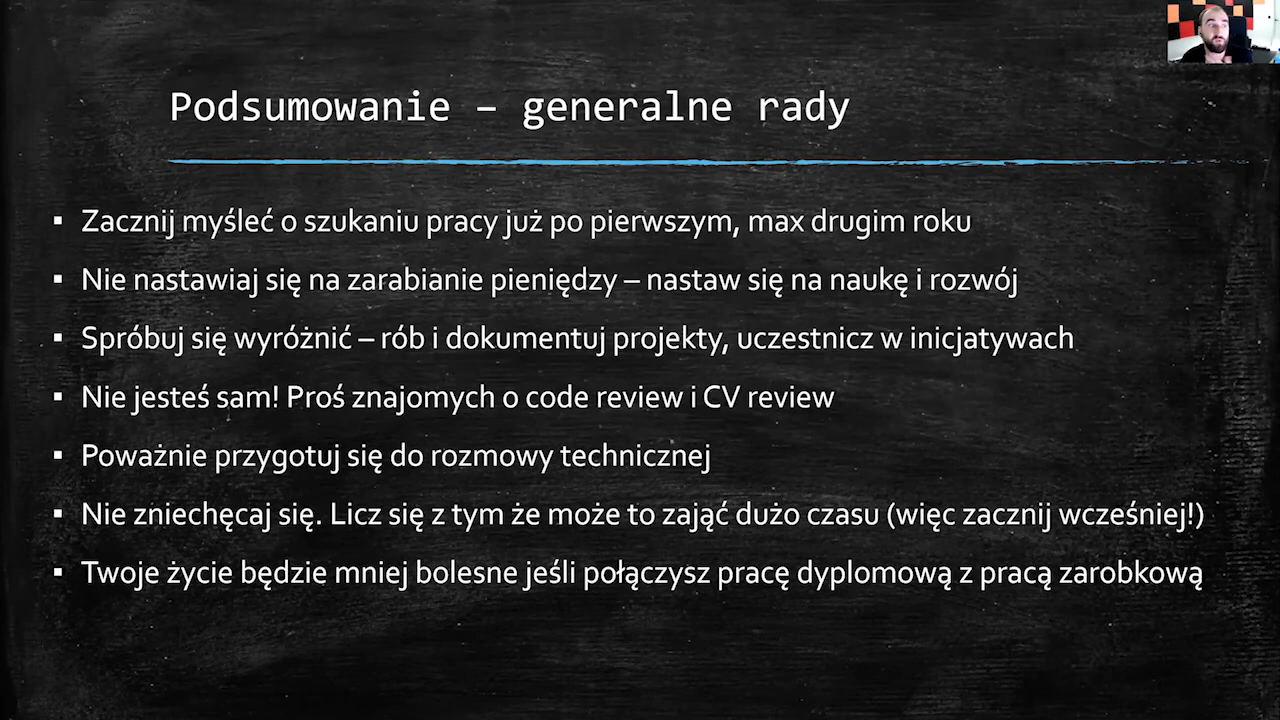 Podsumowanie – generalne rady
▪ Zacznij myśleć o szukaniu pracy już po pierwszym, max drugim roku
▪ Nie nastawiaj się na zarabianie pieniędzy – nastaw się na naukę i rozwój
▪ Spróbuj się wyróżnić – rób i dokumentuj projekty, uczestnicz w inicjatywach
▪ Nie jesteś sam! Proś znajomych o code review i CV review
▪ Poważnie przygotuj się do rozmowy technicznej
▪ Nie zniechęcaj się. Licz się z tym że może to zająć dużo czasu (więc zacznij wcześniej!)
▪ Twoje życie będzie mniej bolesne jeśli połączysz pracę dyplomową z pracą zarobkową